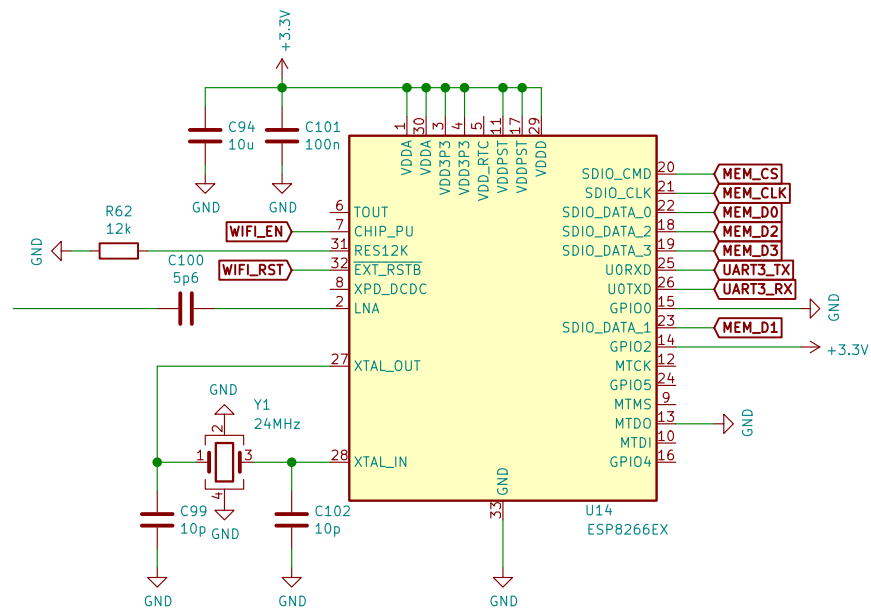 +3.3V
C94
10u
C101
100n
GND
GND
1
30
3
4
5
11
17
29
VDDA
VDDA
VDD3P3
VDD3P3
VDD_RTC
VDDPST
VDDPST
VDDD
R62
12k
GND
C100
5p6
WIFI_EN
WIFI_RST
6 TOUT
7 CHIP_PU
31 RES12K
32 EXT_RSTB
8 XPD_DCDC
2 LNA
27 XTAL_OUT
28 XTAL_IN
SDIO_CMD 20 MEM_CS
SDIO_CLK 21 MEM_CLK
SDIO_DATA_0 22 MEM_D0
SDIO_DATA_2 18 MEM_D2
SDIO_DATA_3 19 MEM_D3
U0RXD 25 UART3_TX
U0TXD 26 UART3_RX
GPIO0 15 GND
SDIO_DATA_1 23 MEM_D1
GPIO2 14 +3.3V
MTCK 12
GPIO5 24
MTMS 9
MTDO 13 GND
MTDI 10
GPIO4 16
GND
Y1
24MHz
2
1
3
4
GND
C99
10p
C102
10p
GND
33
U14
ESP8266EX
GND
GND
GND